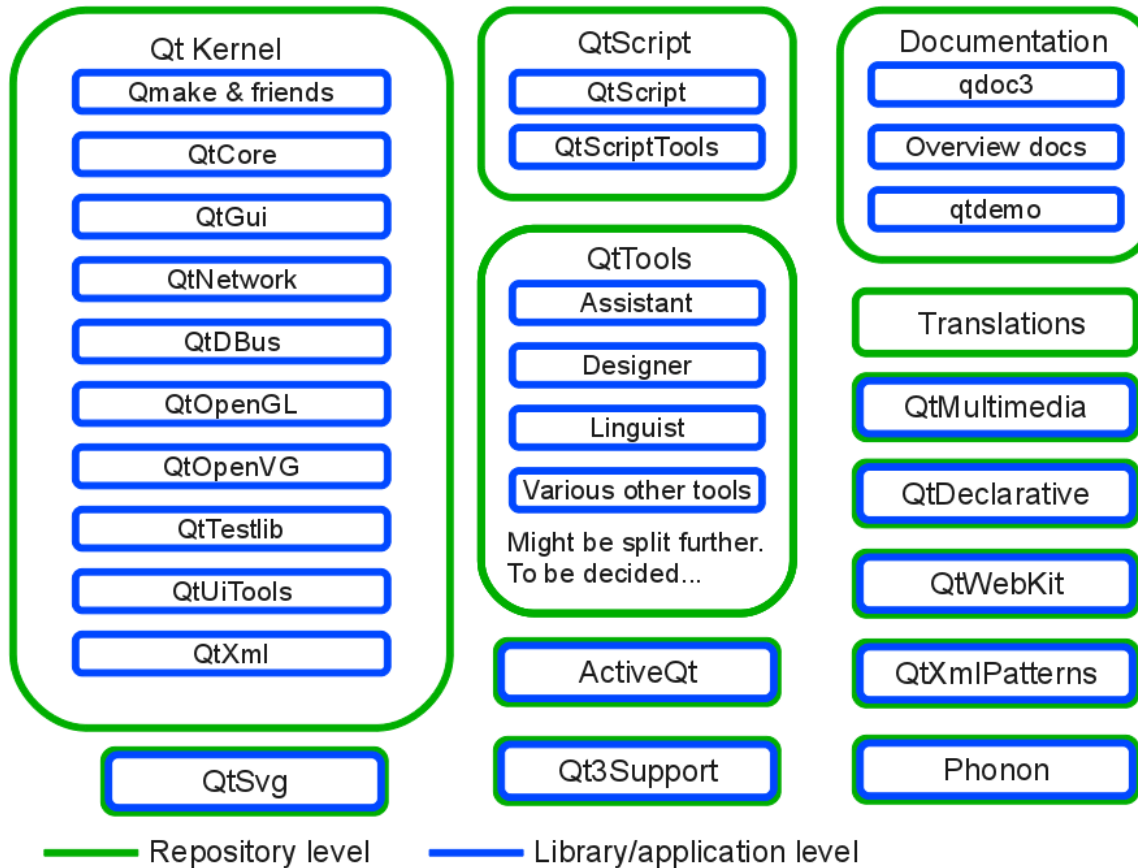 Qt Kernel
Qmake & friends
QtCore
QtGui
QtNetwork
QtDBus
QtOpenGL
QtOpenVG
QtTestlib
QtUiTools
QtXml
QtSvg
QtScript
QtScript
QtScriptTools
QtTools
Assistant
Designer
Linguist
Various other tools
Might be split further.
To be decided...
ActiveQt
Qt3Support
Documentation
qdoc3
Overview docs
qtdemo
Translations
QtMultimedia
QtDeclarative
QtWebKit
QtXmlPatterns
Phonon
Repository level
Library/application level